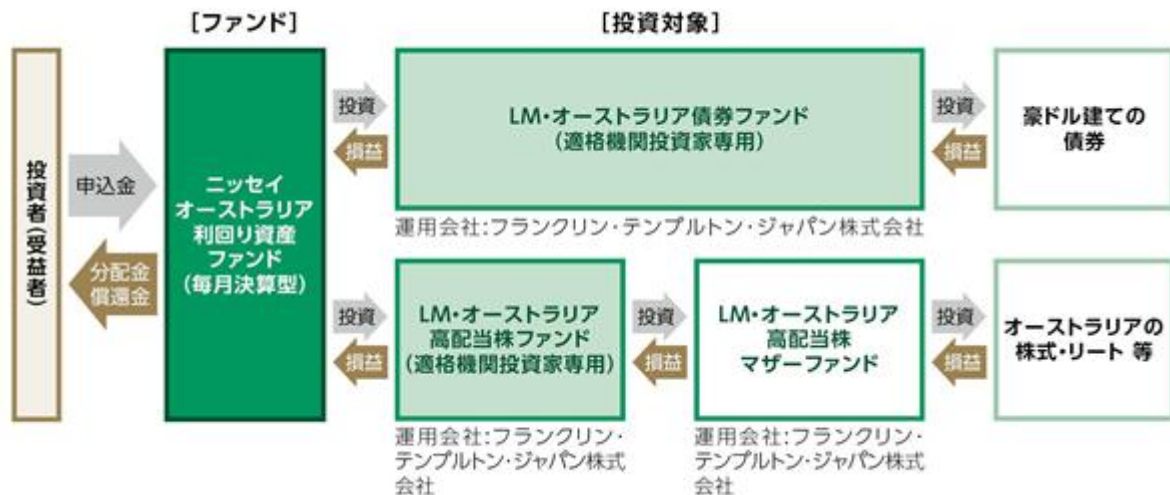 [ファンド]
[投資対象]
投資者(受益者)
申込金
分配金
償還金
ニッセイ
オーストラリア
利回り資産
ファンド
(毎月決算型)
投資
損益
LM・オーストラリア債券ファンド
(適格機関投資家専用)
運用会社:フランクリン・テンプルトン・ジャパン株式会社
投資
損益
豪ドル建ての
債券
投資
損益
LM・オーストラリア
高配当株ファンド
(適格機関投資家専用)
運用会社:フランクリン・
テンプルトン・ジャパン株式
会社
投資
損益
LM・オーストラリア
高配当株
マザーファンド
運用会社:フランクリン・
テンプルトン・ジャパン株式
会社
投資
損益
オーストラリアの
株式・リート 等